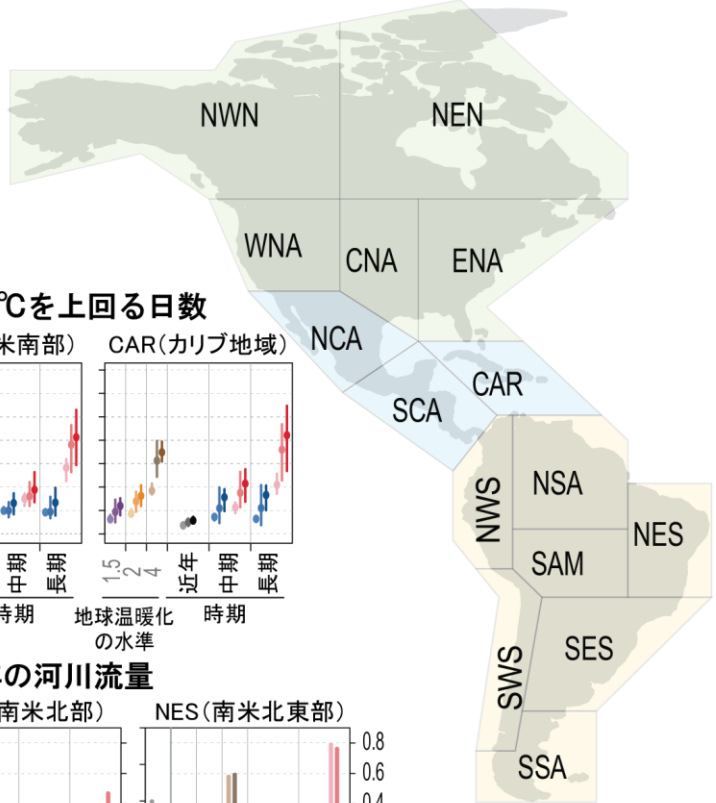 NWN
NEN
WNA
CNA
ENA
℃を上回る日数
米南部)
CAR(カリブ地域)
NCA
CAR
SCA
NWS
NSA
NES
SAM
SES
SWS
SSA
中期
長期
1.5
2
4
近年
中期
長期
時期
地球温暖化
の水準
時期
の河川流量
南米北部)
NES(南米北東部)
0.8
0.6
0.4